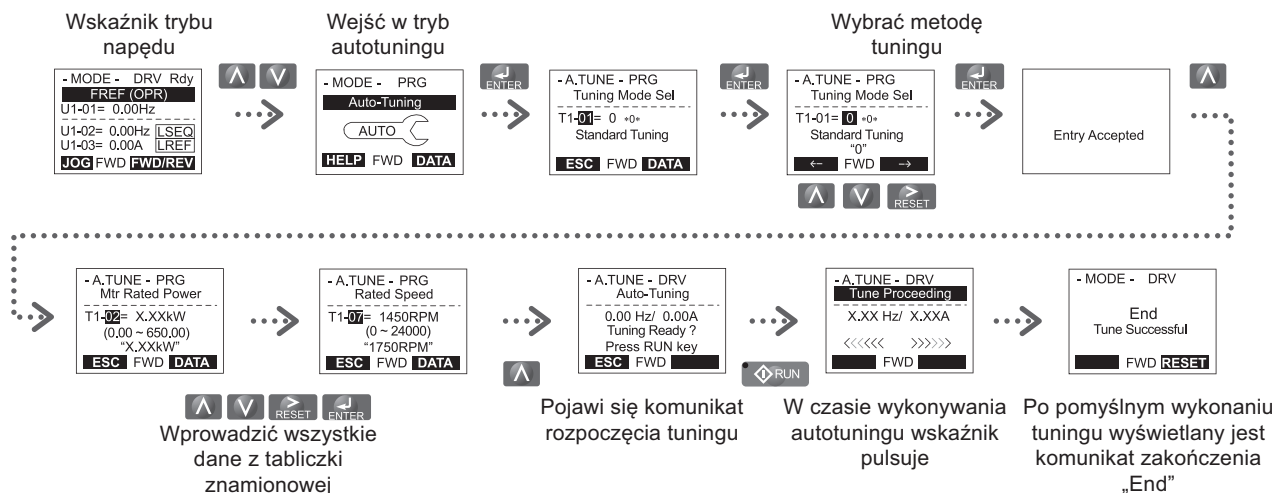 Wskaźnik trybu
napędu
- MODE -   DRV Rdy
FREF (OPR)
U1-01=  0.00Hz
U1-02=  0.00Hz LSEQ
U1-03=  0.00A LREF
JOG FWD FWD/REV
Wejść w tryb
autotuningu
- MODE -   PRG
Auto-Tuning
AUTO
HELP FWD DATA
ENTER
- A.TUNE - PRG
Tuning Mode Sel
T1-01=  0 *0*
Standard Tuning
ESC FWD DATA
ENTER
Wybrać metodę
tuningu
- A.TUNE - PRG
Tuning Mode Sel
T1-01= 0 *0*
Standard Tuning
"0"
← FWD →
RESET
ENTER
Entry Accepted
- A.TUNE - PRG
Mtr Rated Power
T1-02=  X.XXkW
(0.00 ~ 650.00)
"X.XXkW"
ESC FWD DATA
- A.TUNE - PRG
Rated Speed
T1-07=  1450RPM
(0 ~ 24000)
"1750RPM"
ESC FWD DATA
RESET ENTER
Wprowadzić wszystkie
dane z tabliczki
znamionowej
- A.TUNE - DRV
Auto-Tuning
0.00 Hz/  0.00A
Tuning Ready ?
Press RUN key
ESC FWD
Pojawi się komunikat
rozpoczęcia tuningu
RUN
- A.TUNE - DRV
Tune Proceeding
X.XX Hz/  X.XXA
<<<<<< >>>>>>
FWD
W czasie wykonywania
autotuningu wskaźnik
pulsuje
- MODE -   DRV
End
Tune Successful
FWD RESET
Po pomyślnym wykonaniu
tuningu wyświetlany jest
komunikat zakończenia
„End”